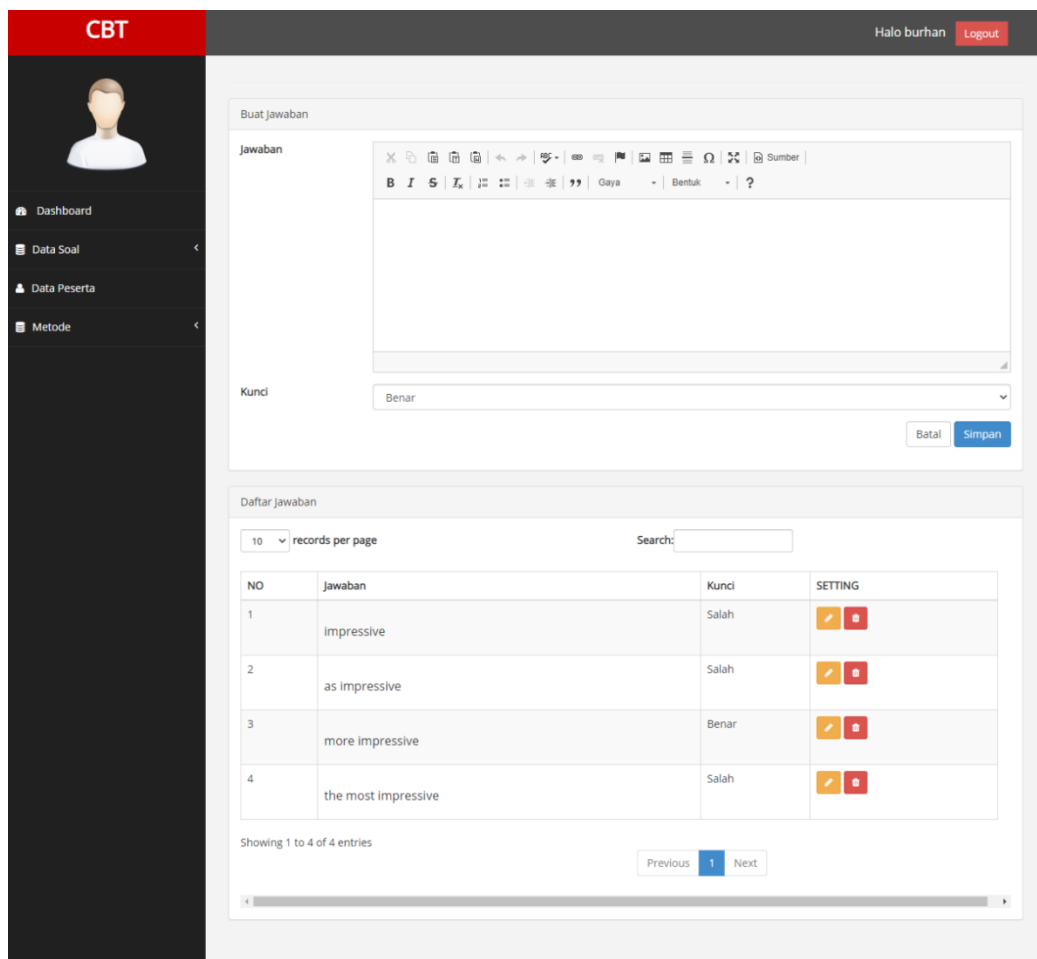 CBT
Halo burhan Logout
Dashboard
Data Soal
Data Peserta
Metode
Buat Jawaban
Jawaban
Sumber
B I S Ix Gaya Bentuk ?
Kunci
Benar
Batal Simpan
Daftar Jawaban
10 records per page Search:
NO Jawaban Kunci SETTING
1 impressive Salah
2 as impressive Salah
3 more impressive Benar
4 the most impressive Salah
Showing 1 to 4 of 4 entries
Previous 1 Next